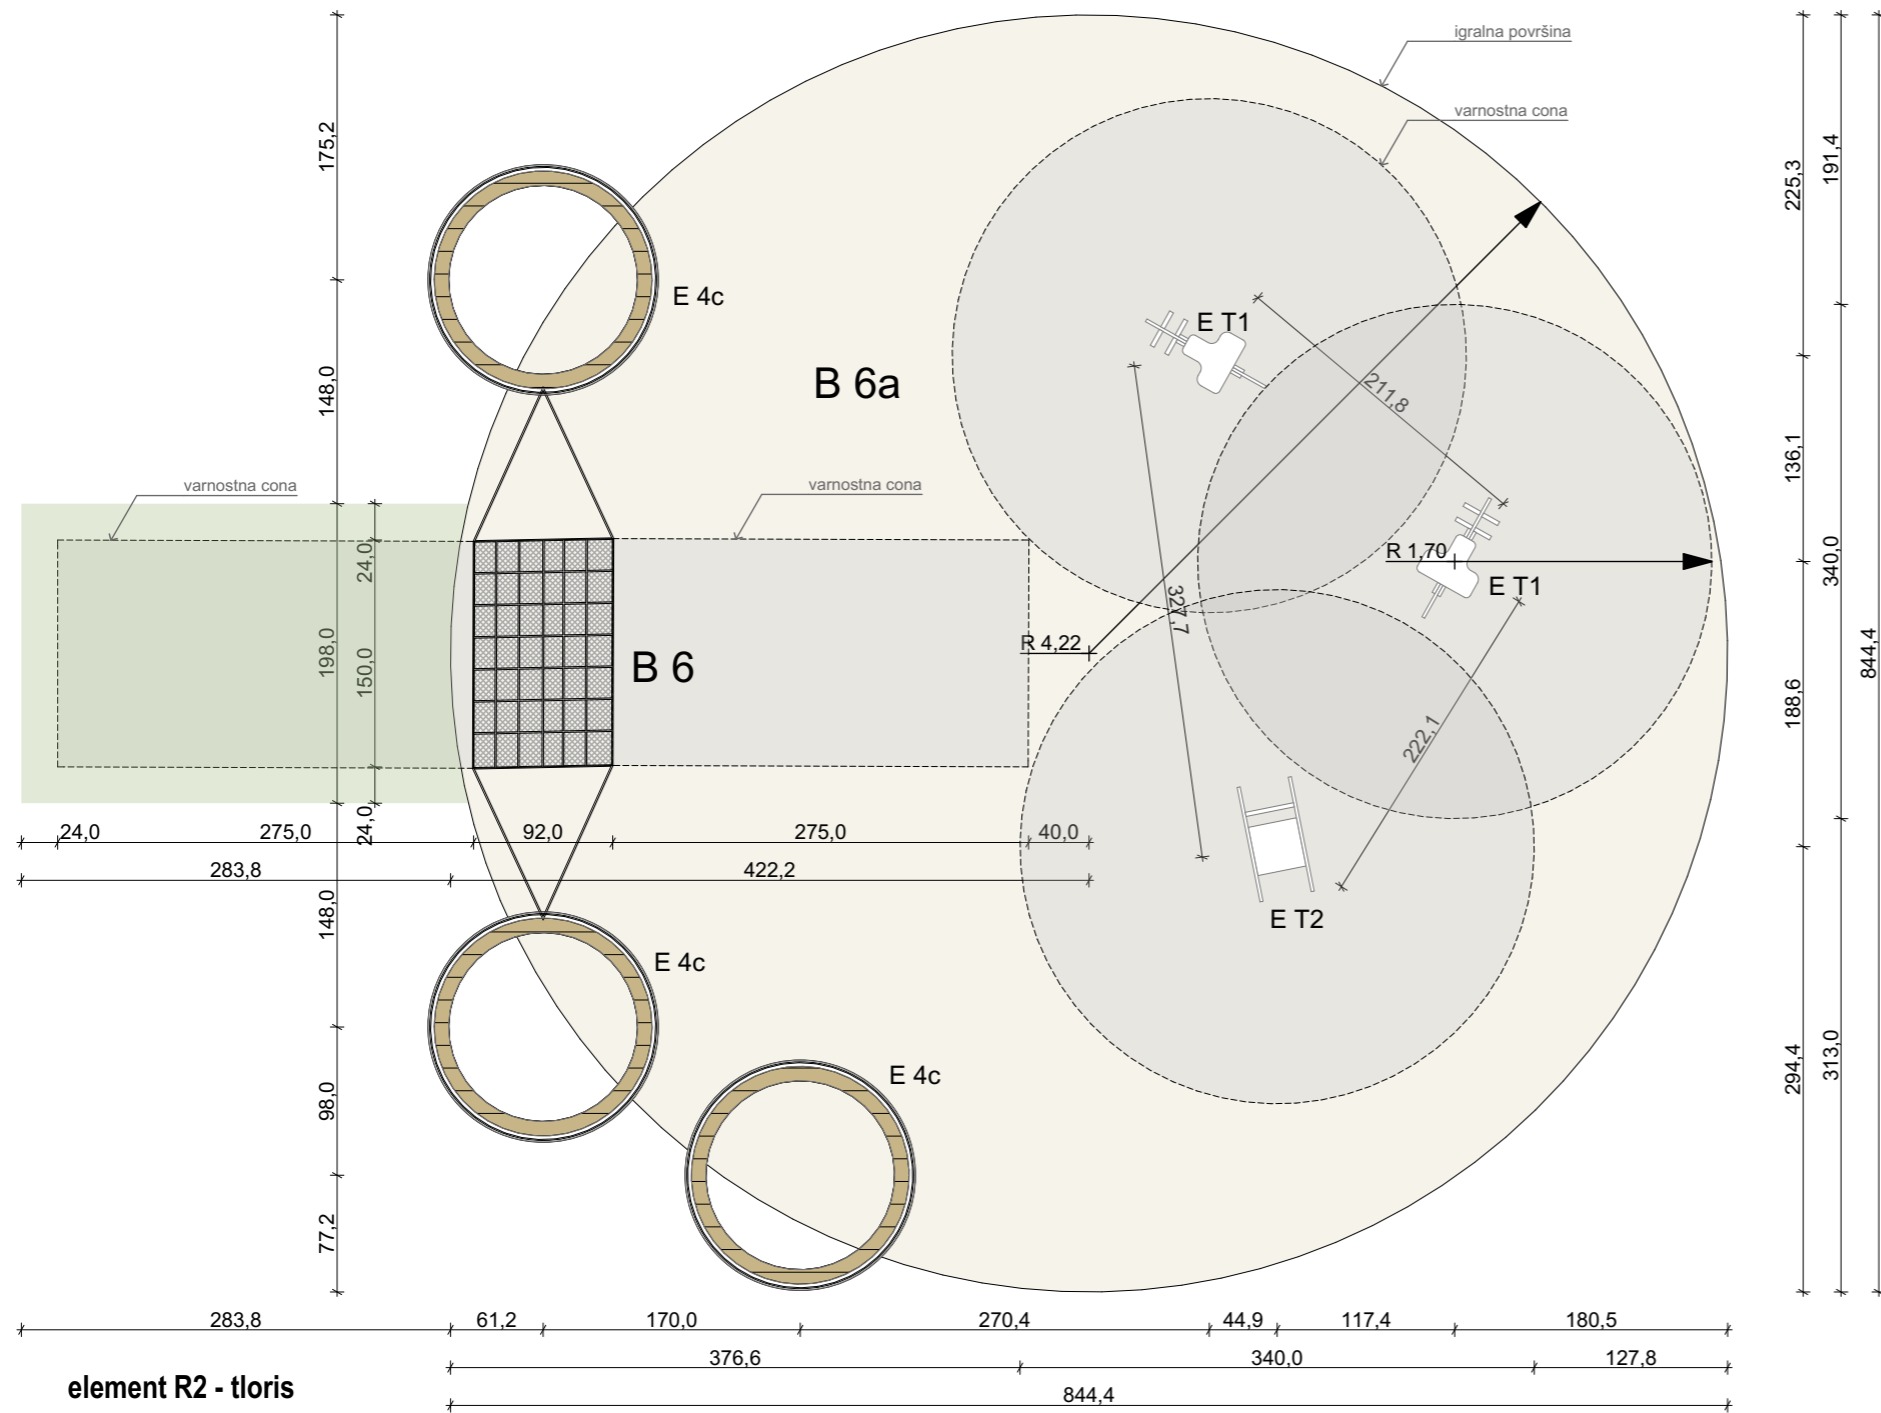 igralna površina
varnostna cona
175,2
225,3
191,4
E 4c
E T1
B 6a
148,0
211,8
136,1
varnostna cona
varnostna cona
24,0
R 1,70
E T1
340,0
327,7
198,0
150,0
B 6
R 4,22
844,4
188,6
222,1
24,0
24,0
275,0
92,0
275,0
40,0
283,8
422,2
148,0
E T2
E 4c
294,4
313,0
98,0
E 4c
77,2
283,8
61,2
170,0
270,4
44,9
117,4
180,5
376,6
340,0
127,8
element R2 - tloris
844,4